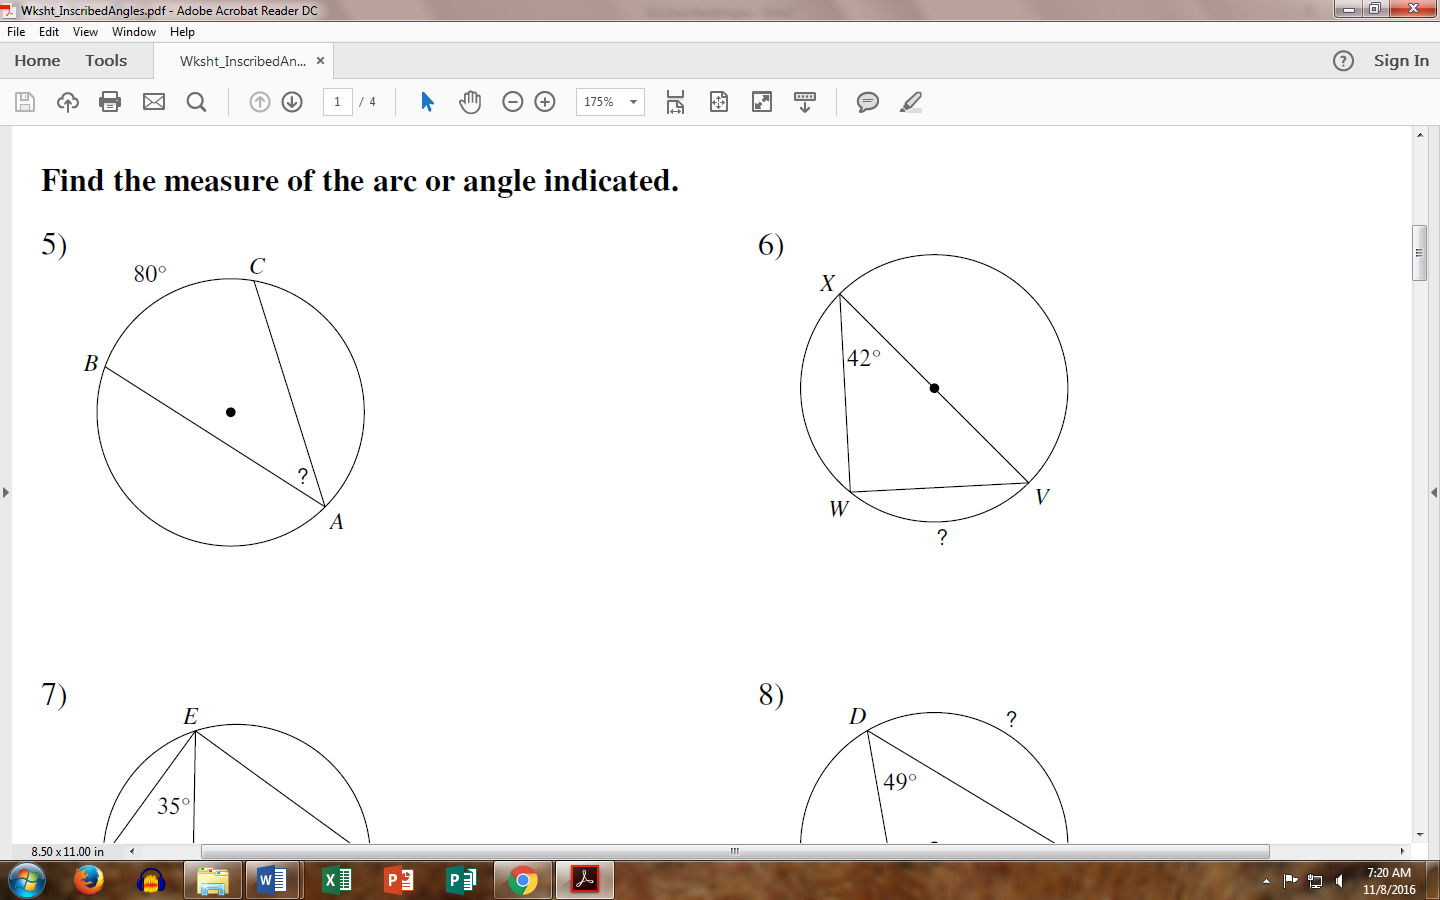 Wksht_InscribedAngles.pdf - Adobe Acrobat Reader DC
File Edit View Window Help
Home Tools Wksht_InscribedAn... × ? Sign In
1 / 4 175%
Find the measure of the arc or angle indicated.
5)
80°
C
B
?
A
6)
X
42°
W
V
?
7)
E
35°
8)
D
?
49°
8.50 x 11.00 in
7:20 AM
11/8/2016